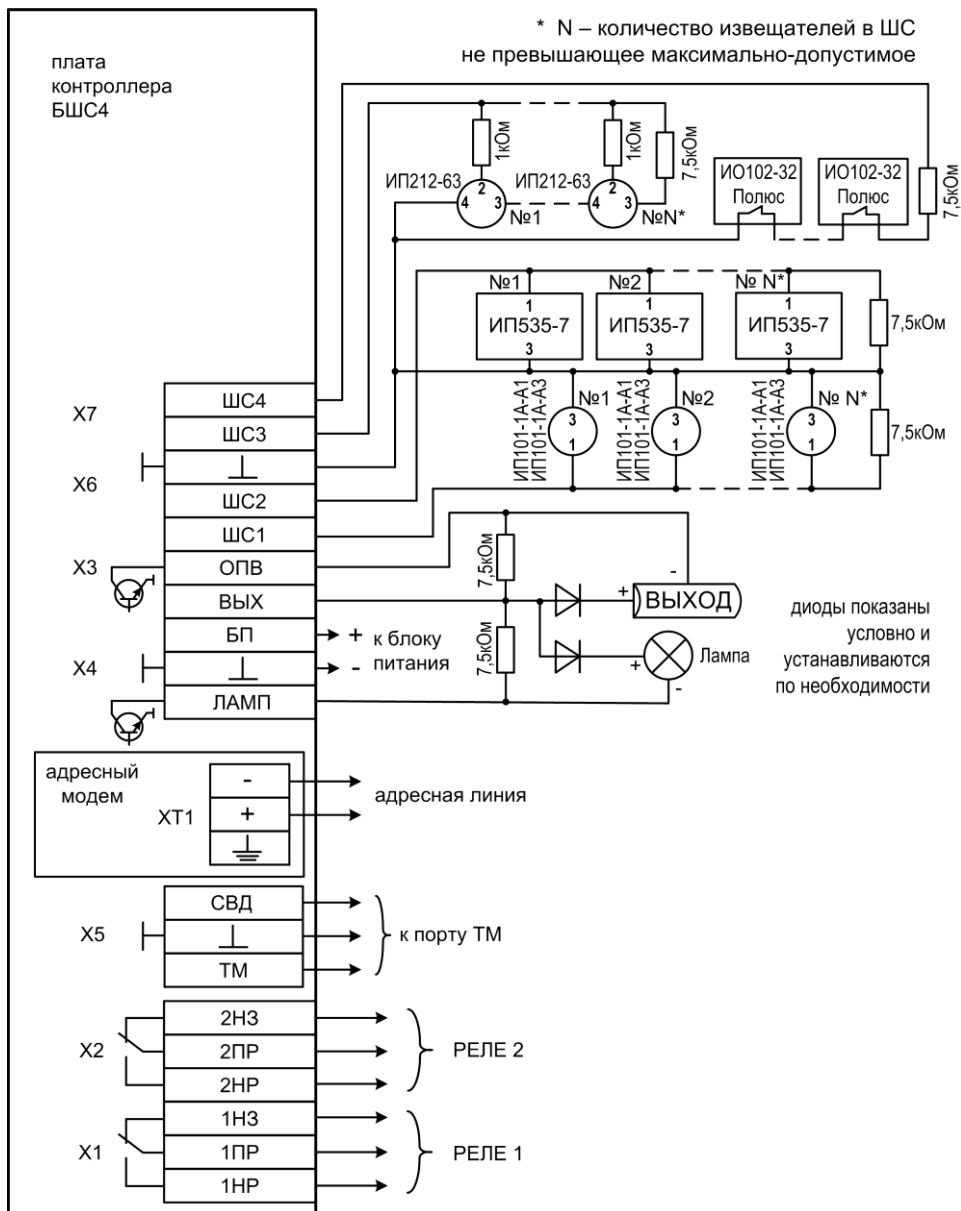 * N – количество извещателей в ШС
не превышающее максимально-допустимое
плата
контроллера
БШС4
1кОм
1кОм
7,5кОм
7,5кОм
ИП212-63
2
4
3
№1
ИП212-63
2
4
3
№N*
ИО102-32
Полюс
ИО102-32
Полюс
№1
1
ИП535-7
3
№2
1
ИП535-7
3
№ N*
1
ИП535-7
3
7,5кОм
ИП101-1А-А1
ИП101-1А-А3
№1
3
1
ИП101-1А-А1
ИП101-1А-А3
№2
3
1
ИП101-1А-А1
ИП101-1А-А3
№ N*
3
1
7,5кОм
X7
ШС4
ШС3
X6
ШС2
ШС1
X3
ОПВ
ВЫХ
БП
+ к блоку
- питания
X4
ЛАМП
7,5кОм
7,5кОм
-
+
ВЫХОД
+
Лампа
-
диоды показаны
условно и
устанавливаются
по необходимости
адресный
модем
XT1
-
+
адресная линия
X5
СВД
ТМ
к порту ТМ
X2
2НЗ
2ПР
2НР
РЕЛЕ 2
X1
1НЗ
1ПР
1НР
РЕЛЕ 1